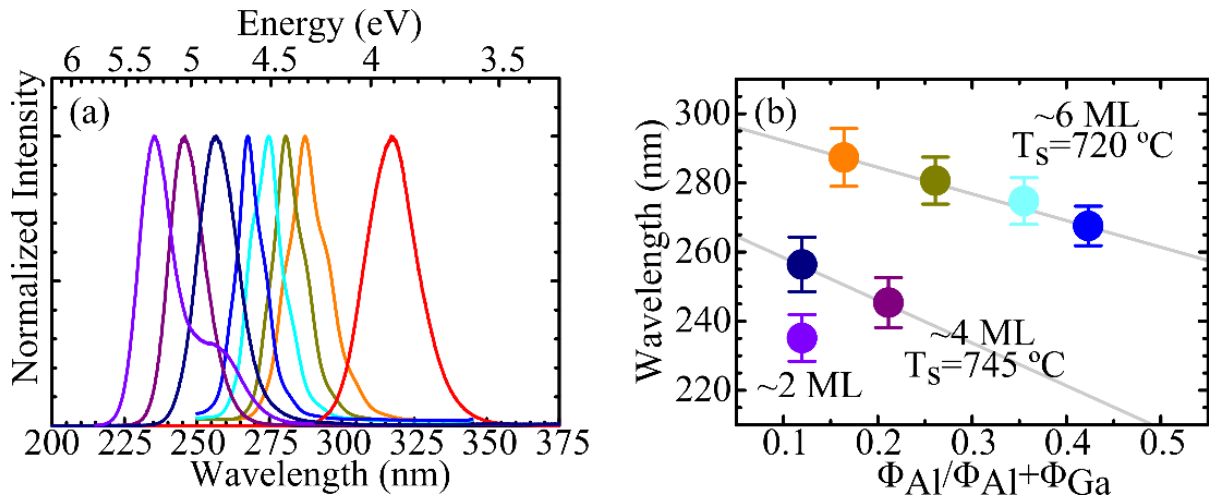 Energy (eV)
6 5.5 5 4.5 4 3.5
(a)
Normalized Intensity
200 225 250 275 300 325 350 375
Wavelength (nm)
(b)
~6 ML
Ts=720 ºC
~4 ML
Ts=745 ºC
~2 ML
Wavelength (nm)
300
280
260
240
220
0.1 0.2 0.3 0.4 0.5
ΦAl/ΦAl+ΦGa